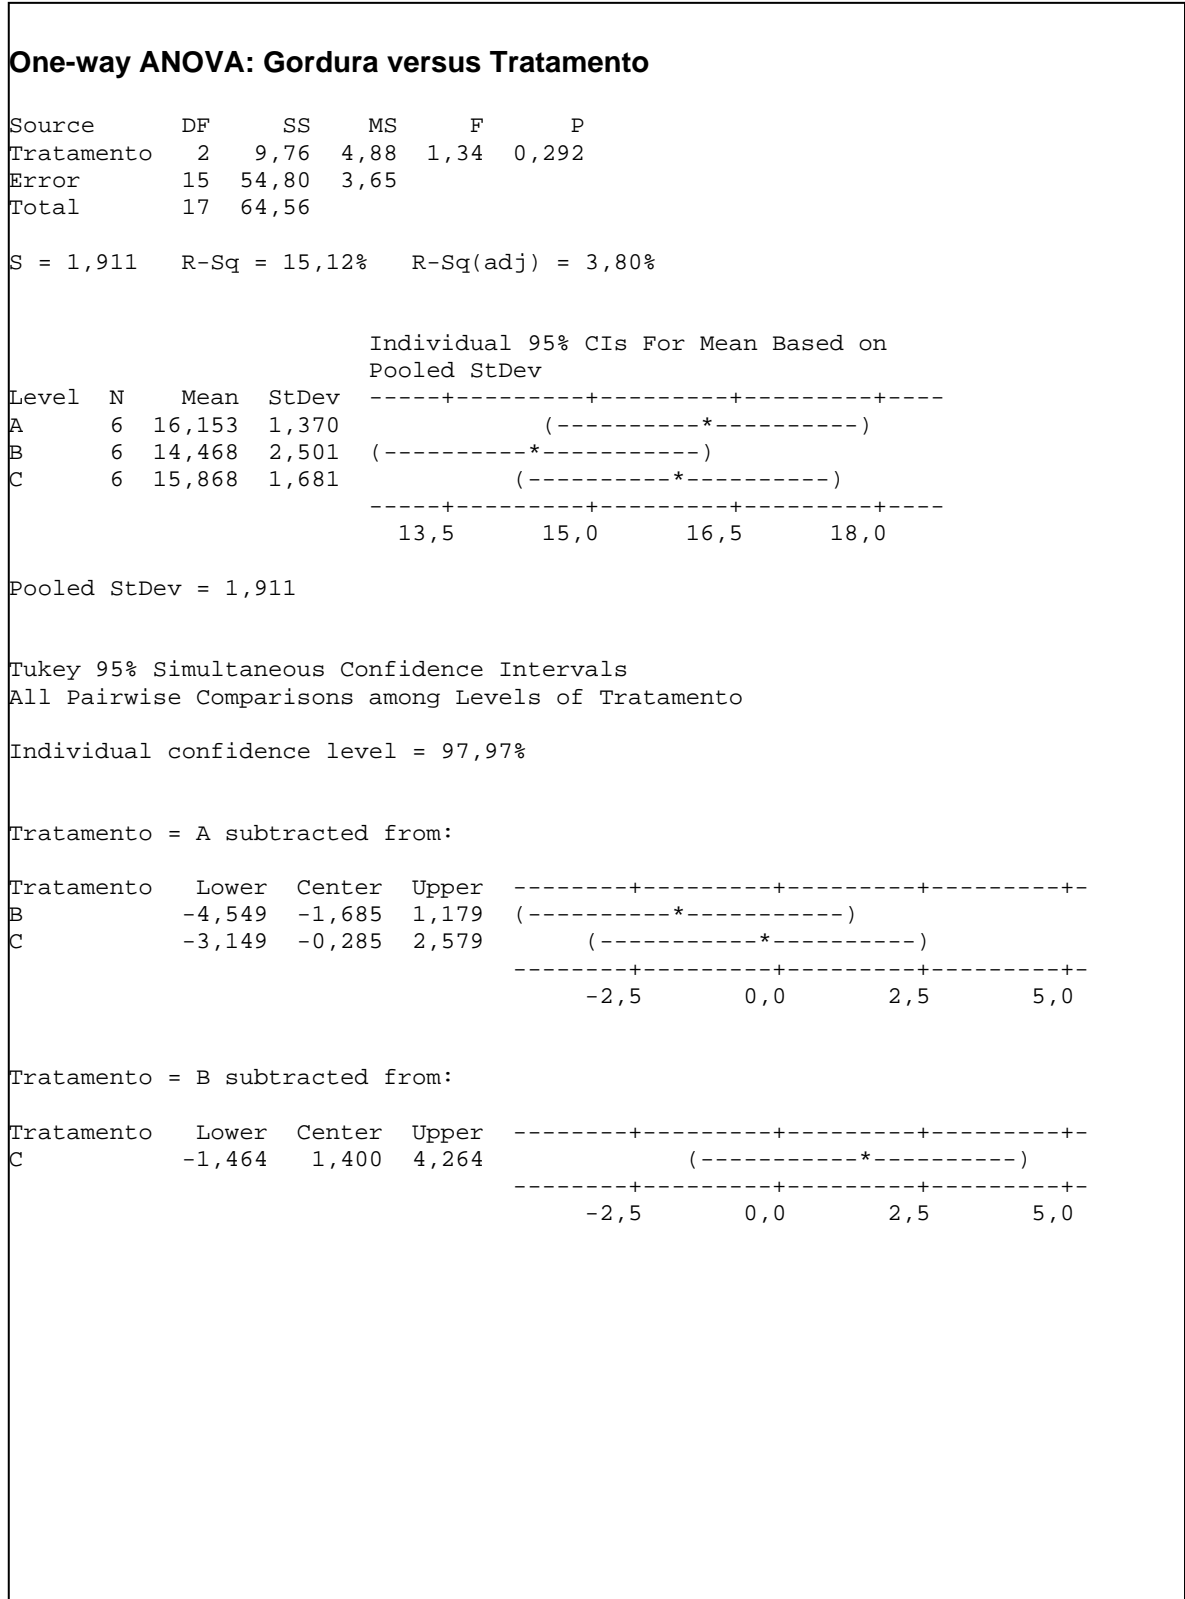 One-way ANOVA: Gordura versus Tratamento
Source      DF     SS    MS     F      P
Tratamento   2   9,76  4,88  1,34  0,292
Error       15  54,80  3,65
Total       17  64,56
S = 1,911   R-Sq = 15,12%   R-Sq(adj) = 3,80%
                         Individual 95% CIs For Mean Based on
                         Pooled StDev
Level  N    Mean  StDev  -----+---------+---------+---------+----
A      6  16,153  1,370              (----------*----------)
B      6  14,468  2,501  (----------*-----------)
C      6  15,868  1,681            (----------*----------)
                         -----+---------+---------+---------+----
                           13,5      15,0      16,5      18,0
Pooled StDev = 1,911
Tukey 95% Simultaneous Confidence Intervals
All Pairwise Comparisons among Levels of Tratamento
Individual confidence level = 97,97%
Tratamento = A subtracted from:
Tratamento   Lower  Center  Upper  --------+---------+---------+---------+-
B           -4,549  -1,685  1,179  (----------*-----------)
C           -3,149  -0,285  2,579       (-----------*----------)
                                   --------+---------+---------+---------+-
                                        -2,5       0,0       2,5       5,0
Tratamento = B subtracted from:
Tratamento   Lower  Center  Upper  --------+---------+---------+---------+-
C           -1,464   1,400  4,264              (-----------*----------)
                                   --------+---------+---------+---------+-
                                        -2,5       0,0       2,5       5,0